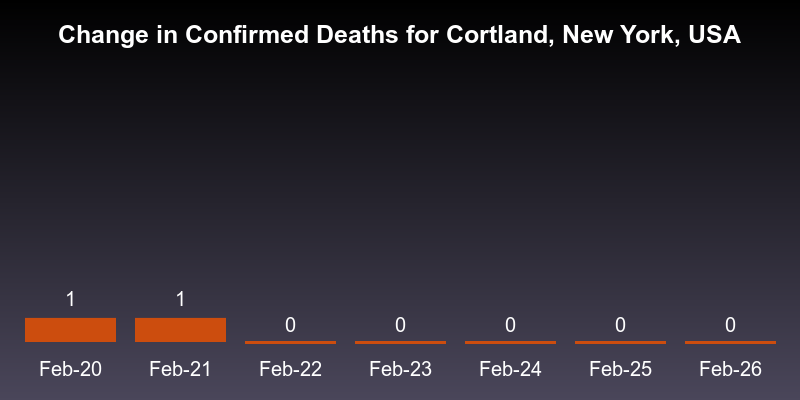 Change in Confirmed Deaths for Cortland, New York, USA
1 1 0 0 0 0 0
Feb-20 Feb-21 Feb-22 Feb-23 Feb-24 Feb-25 Feb-26